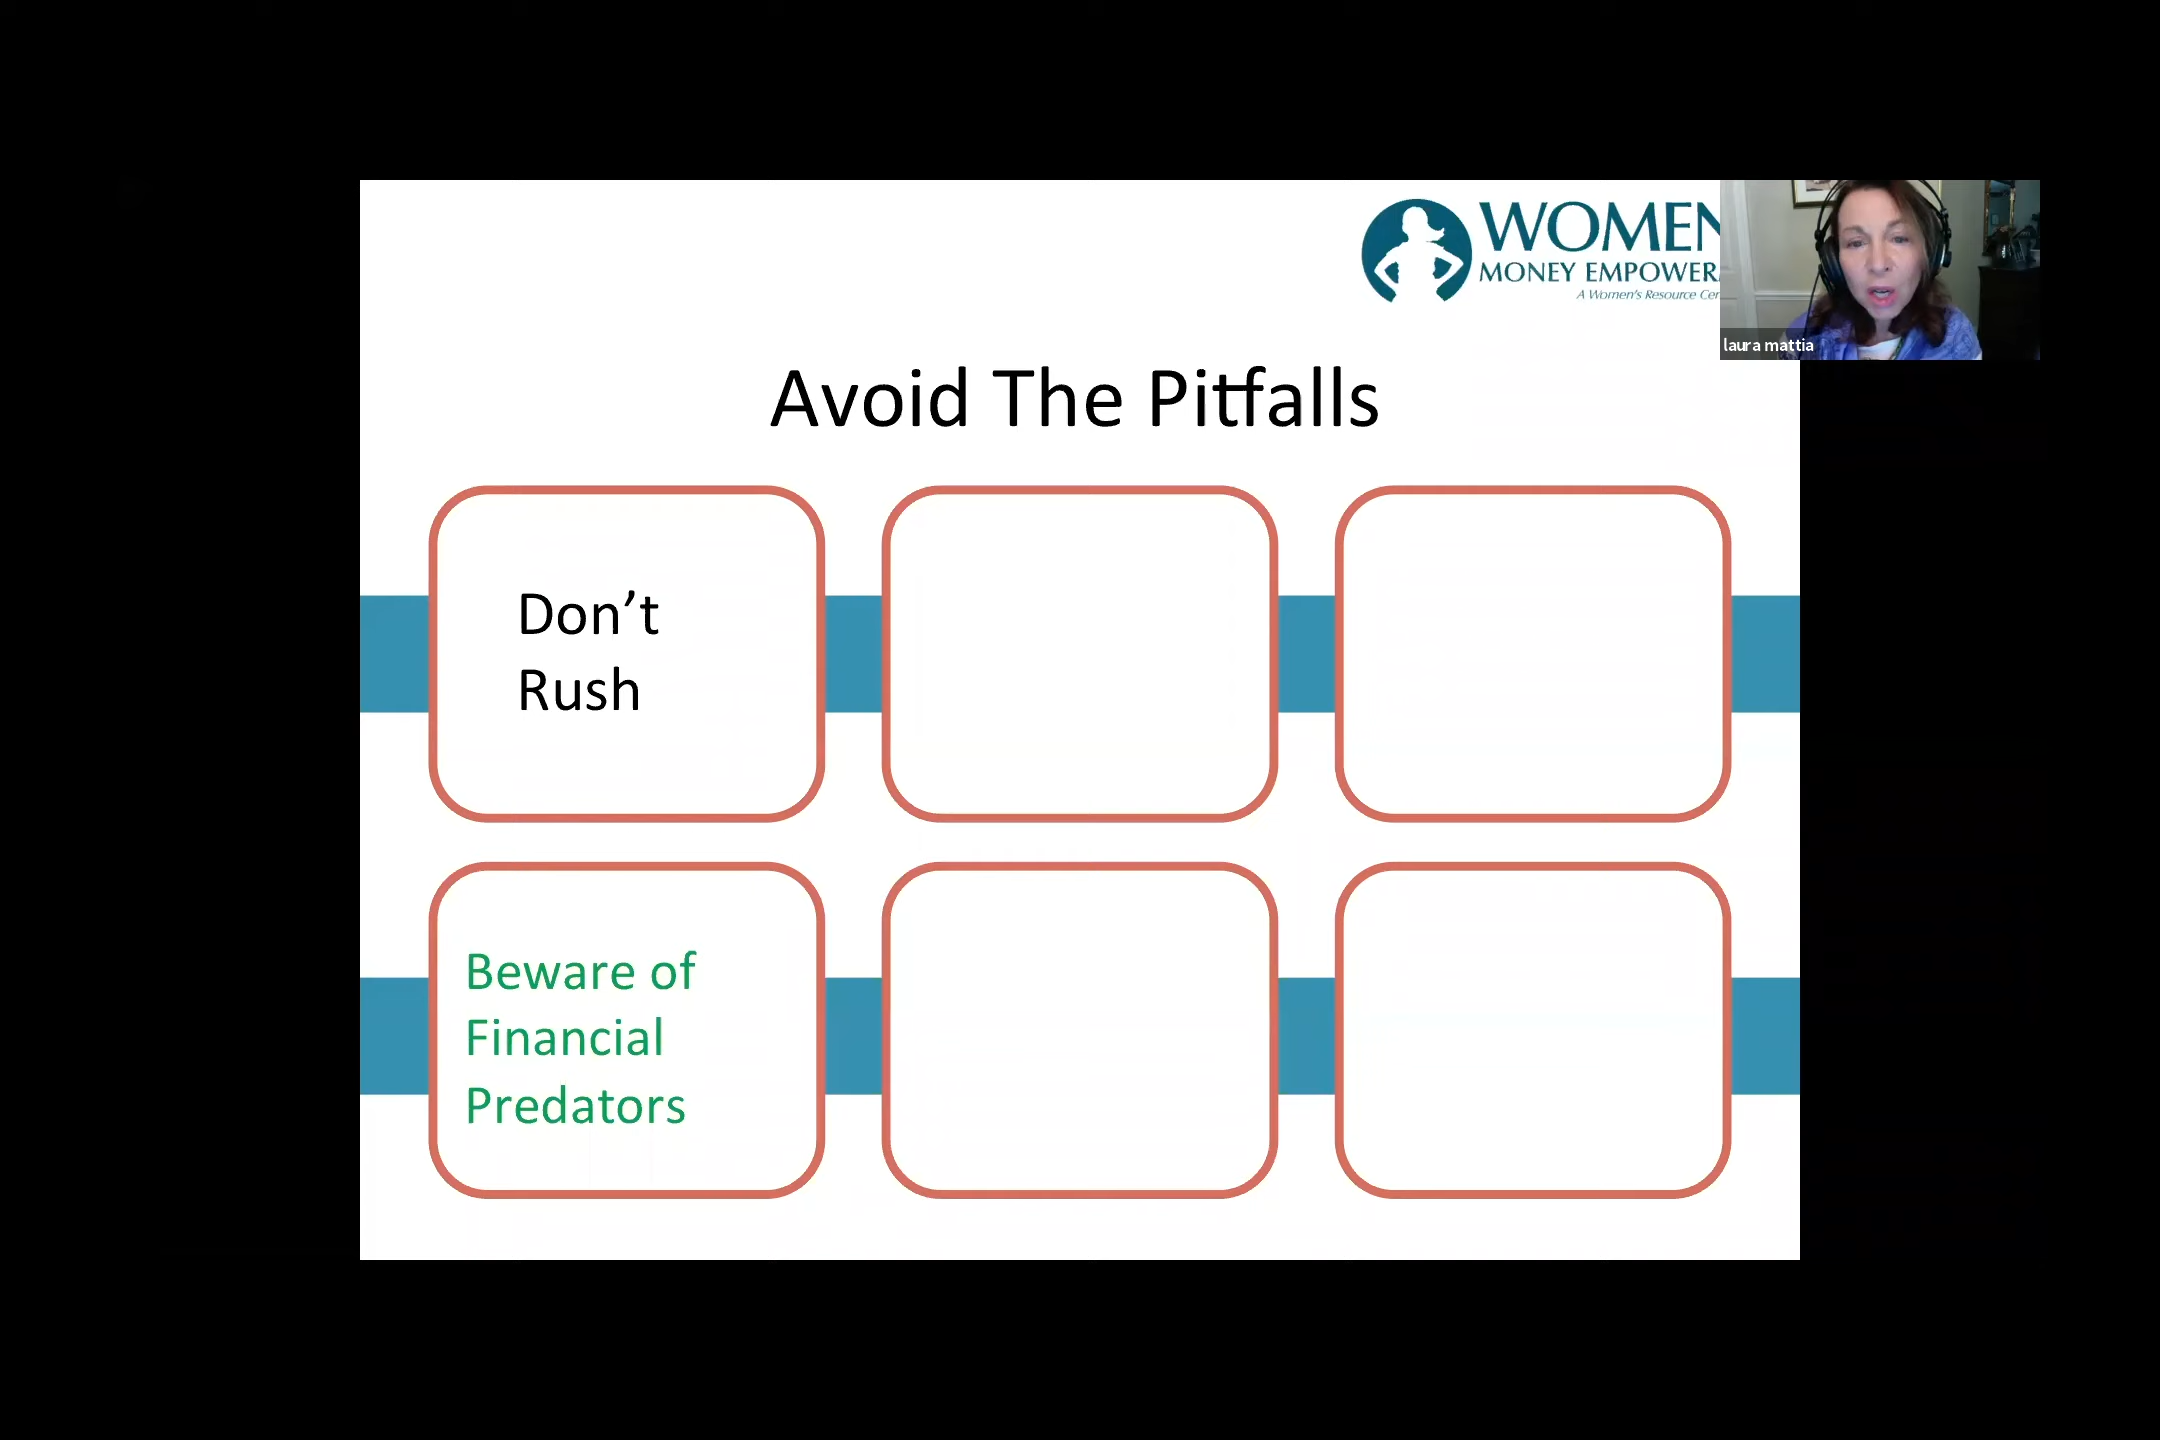 WOMEN
MONEY EMPOWER
A Women's Resource Cen
laura mattia
Avoid The Pitfalls
Don't
Rush
Beware of
Financial
Predators